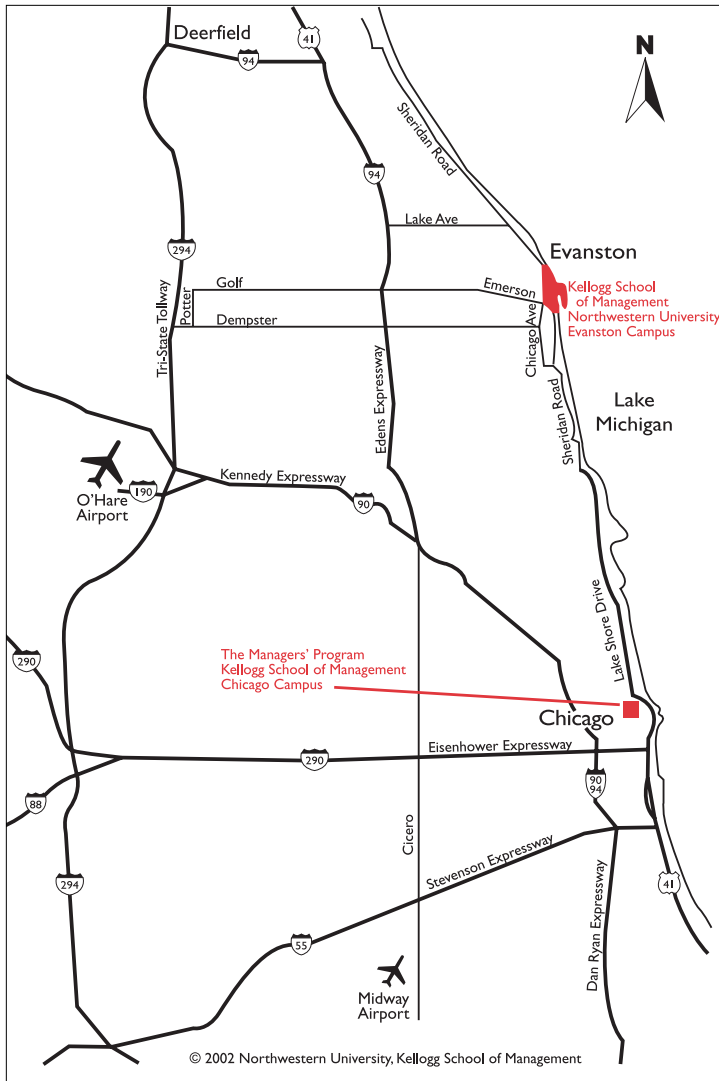 Deerfield
41
94
N
Sheridan Road
94
Lake Ave
294
Evanston
Golf
Emerson
Kellogg School
of Management
Northwestern University
Evanston Campus
Potter
Dempster
Chicago Ave
Tri-State Tollway
Edens Expressway
Sheridan Road
Lake
Michigan
Kennedy Expressway
190
90
O'Hare
Airport
Lake Shore Drive
The Managers' Program
Kellogg School of Management
Chicago Campus
290
Chicago
Eisenhower Expressway
290
90
94
88
Cicero
Stevenson Expressway
294
41
55
Dan Ryan Expressway
Midway
Airport
© 2002 Northwestern University, Kellogg School of Management